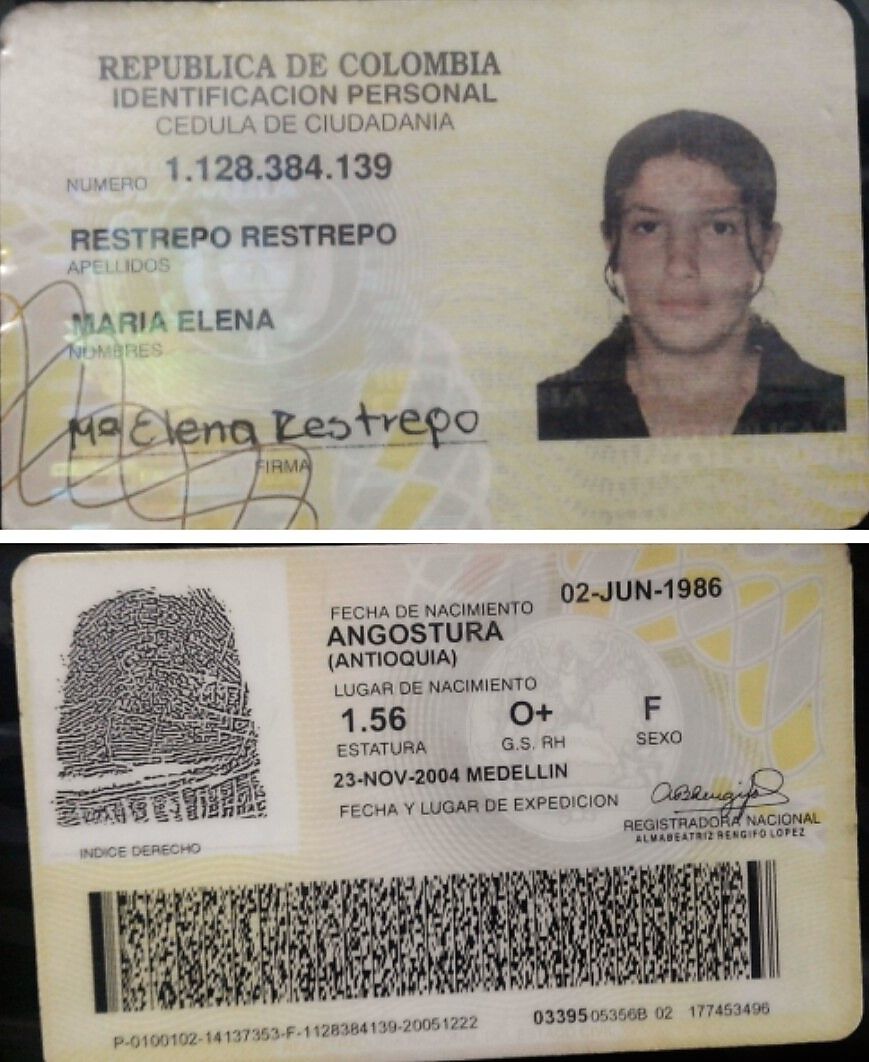 REPUBLICA DE COLOMBIA
IDENTIFICACION PERSONAL
CEDULA DE CIUDADANIA
NUMERO 1.128.384.139
RESTREPO RESTREPO
APELLIDOS
MARIA ELENA
NOMBRES
Mª Elena Restrepo
FIRMA
FECHA DE NACIMIENTO 02-JUN-1986
ANGOSTURA
(ANTIOQUIA)
LUGAR DE NACIMIENTO
1.56 O+ F
ESTATURA G.S. RH SEXO
23-NOV-2004 MEDELLIN
FECHA Y LUGAR DE EXPEDICION
REGISTRADORA NACIONAL
ALMABEATRIZ RENGIFO LOPEZ
INDICE DERECHO
P-0100102-14137353-F-1128384139-20051222 03395 05356B 02 177453496